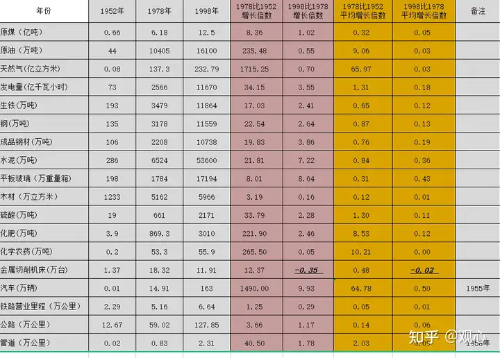 年份 1952年 1978年 1998年 1978比1952增长倍数 1998比1978增长倍数 1978比1952平均增长倍数 1998比1978平均增长倍数 备注
原煤（亿吨） 0.66 6.18 12.5 8.36 1.02 0.32 0.05
原油（万吨） 44 10405 16100 235.48 0.55 9.06 0.03
天然气(亿立方米) 0.08 137.3 232.79 1715.25 0.70 65.97 0.03
发电量(亿千瓦小时) 73 2566 11670 34.15 3.55 1.31 0.18
生铁(万吨) 193 3479 11864 17.03 2.41 0.65 0.12
钢(万吨) 135 3178 11559 22.54 2.64 0.87 0.13
成品钢材(万吨) 106 2208 10738 19.83 3.86 0.76 0.19
水泥(万吨) 286 6524 53600 21.81 7.22 0.84 0.36
平板玻璃（万重量箱） 198 1784 17194 8.01 8.64 0.31 0.43
木材（万立方米） 1233 5162 5966 3.19 0.16 0.12 0.01
硫酸(万吨) 19 661 2171 33.79 2.28 1.30 0.11
化肥(万吨) 3.9 869.3 3010 221.90 2.46 8.53 0.12
化学农药(万吨) 0.2 53.3 55.9 265.50 0.05 10.21 0.00
金属切削机床(万台) 1.37 18.32 11.91 12.37 -0.35 0.48 -0.02
汽车(万辆) 0.01 14.91 163 1490.00 9.93 64.78 0.50 1955年
铁路营业里程（万公里） 2.29 5.16 6.64 1.25 0.29 0.05 0.01
公路（万公里） 12.67 59.02 127.85 3.66 1.17 0.14 0.06
管道（万公里） 0.02 0.83 2.31 40.50 1.78 2.03
知乎